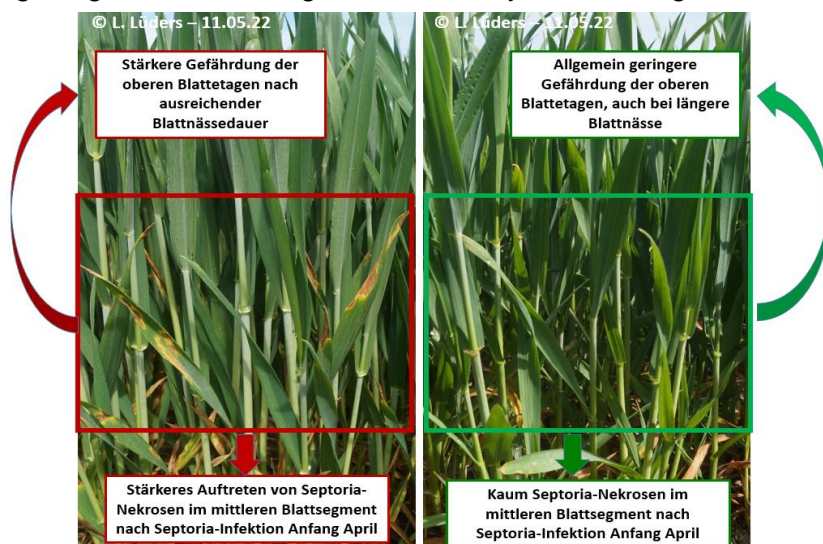 © L. Lüders – 11.05.22
Stärkere Gefährdung der
oberen Blattetagen nach
ausreichender
Blattnässedauer
Stärkeres Auftreten von Septoria-
Nekrosen im mittleren Blattsegment
nach Septoria-Infektion Anfang April
© L. Lüders – 11.05.22
Allgemein geringere
Gefährdung der oberen
Blattetagen, auch bei längere
Blattnässe
Kaum Septoria-Nekrosen im
mittleren Blattsegment nach
Septoria-Infektion Anfang April